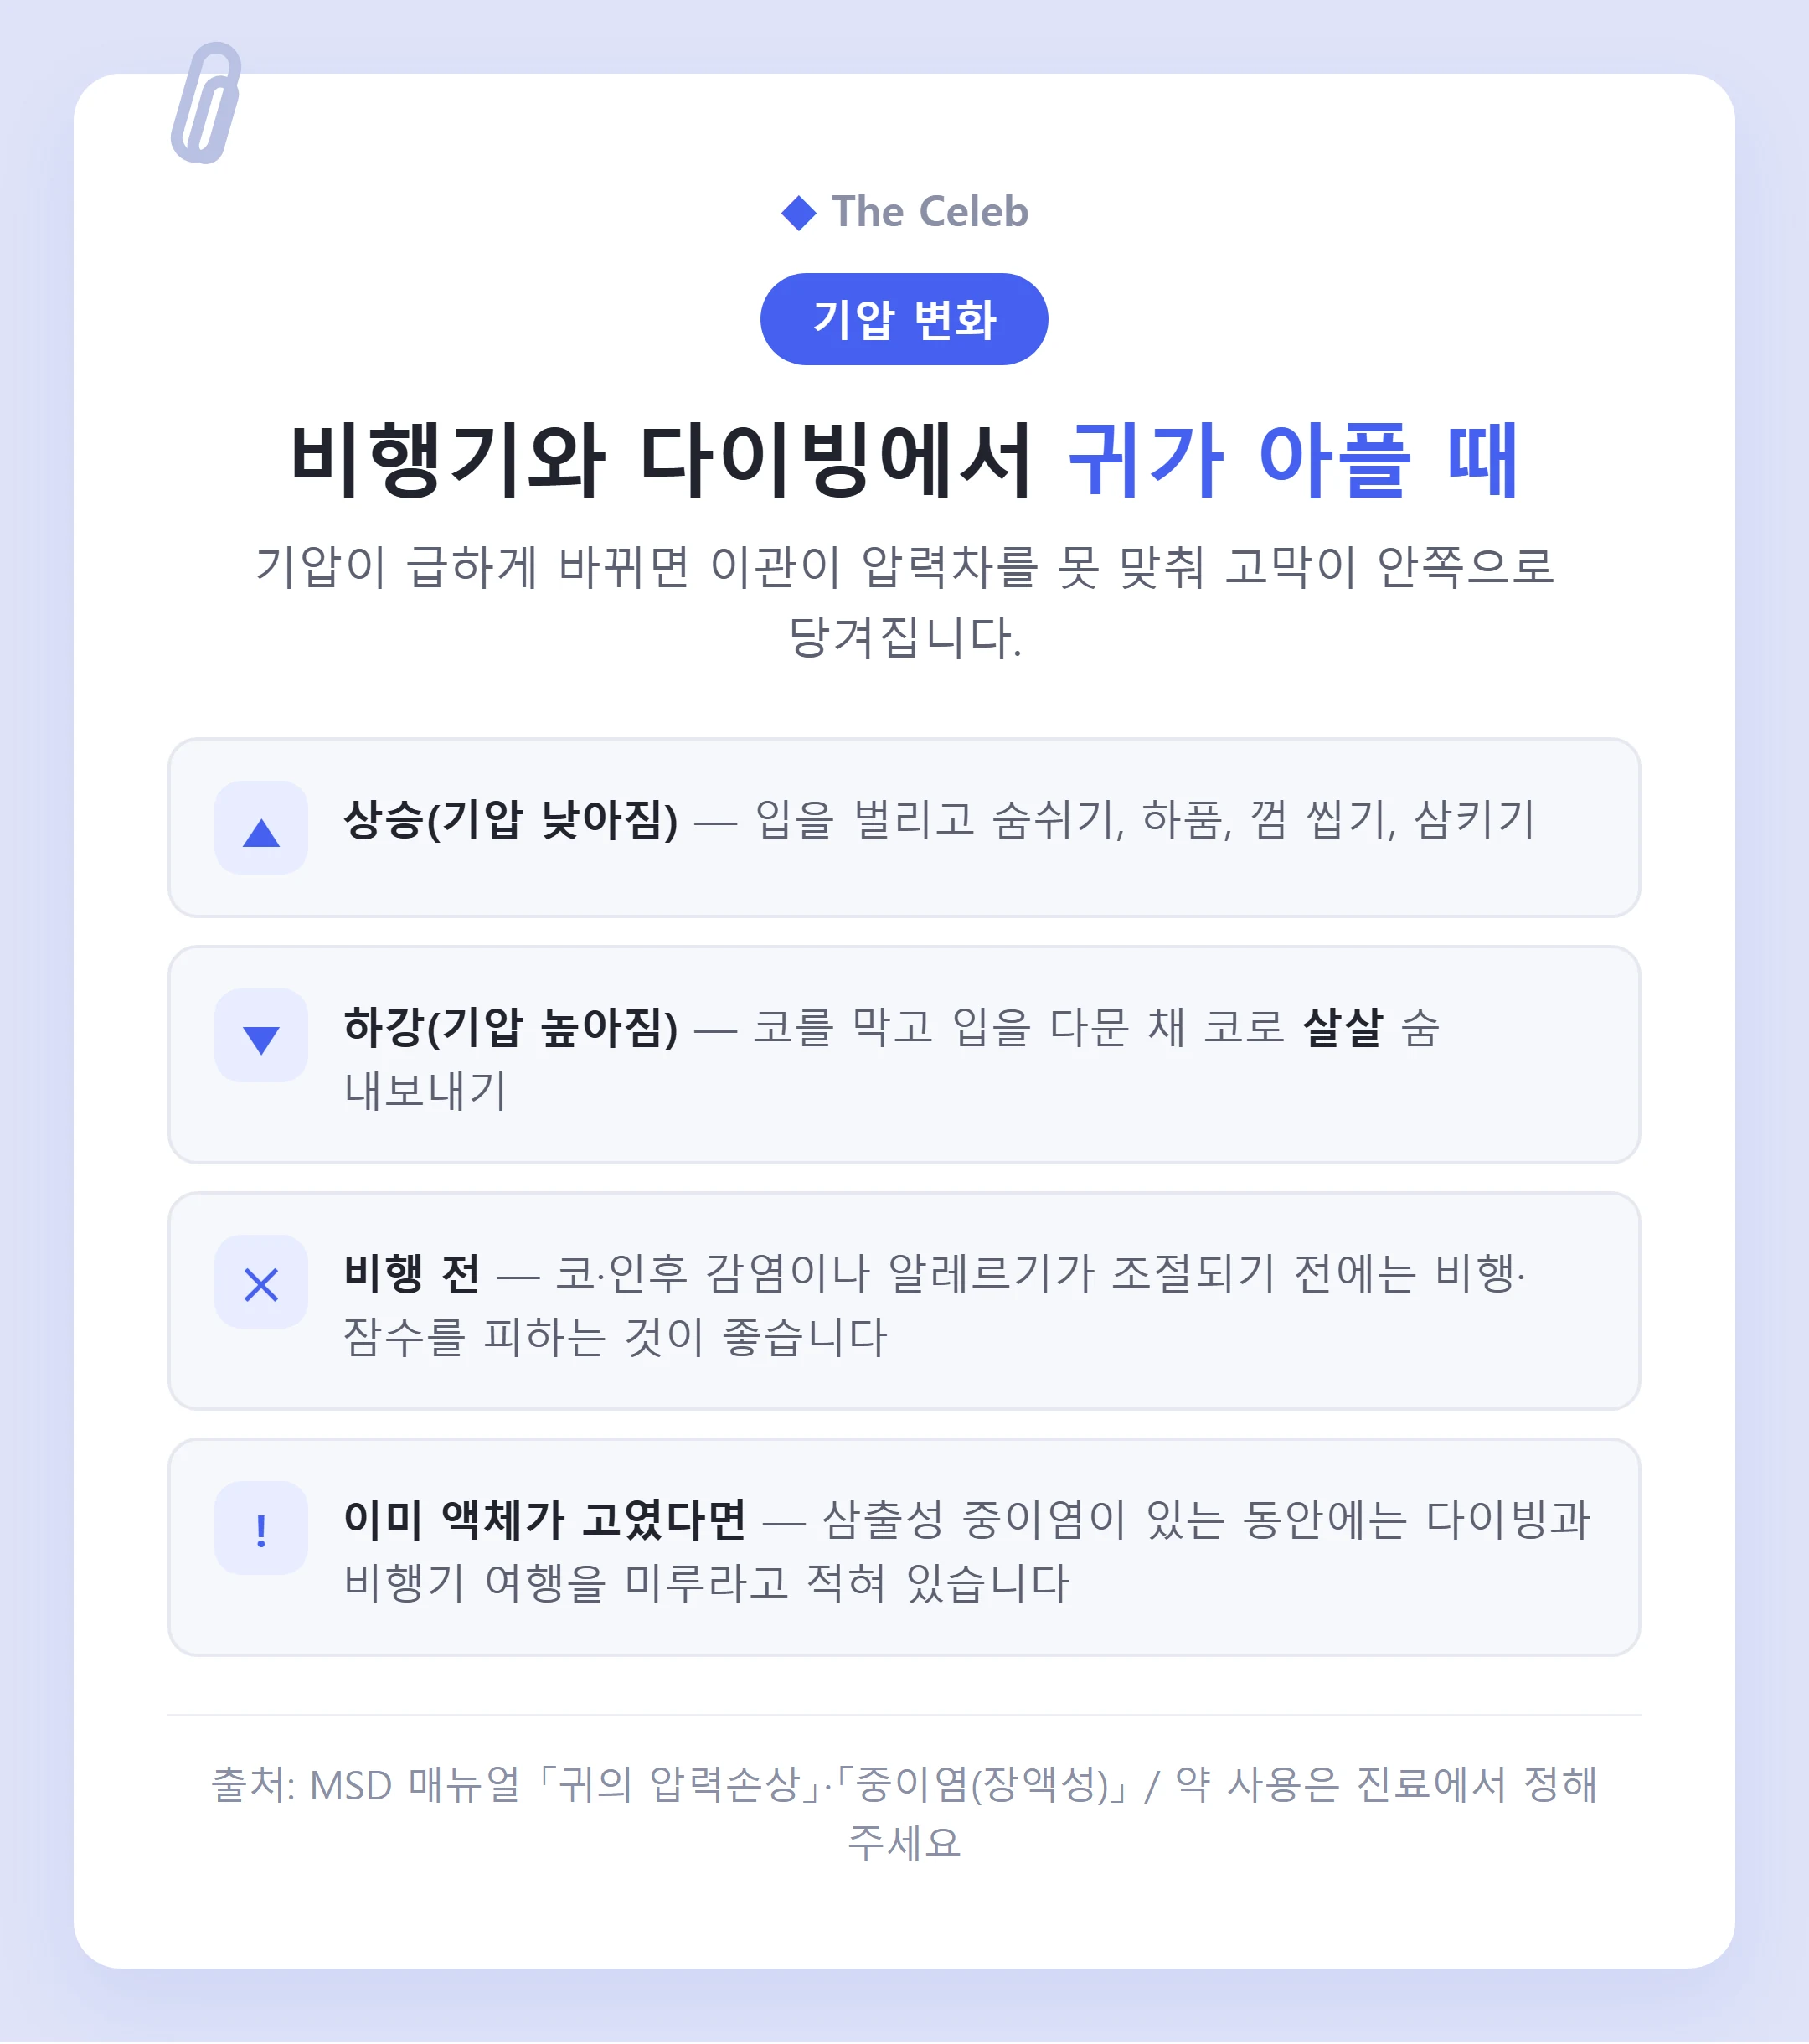 ◆ The Celeb
기압 변화
비행기와 다이빙에서 귀가 아플 때
기압이 급하게 바뀌면 이관이 압력차를 못 맞춰 고막이 안쪽으로
당겨집니다.
▲ 상승(기압 낮아짐) — 입을 벌리고 숨쉬기, 하품, 껌 씹기, 삼키기
▼ 하강(기압 높아짐) — 코를 막고 입을 다문 채 코로 살살 숨
내보내기
✕ 비행 전 — 코·인후 감염이나 알레르기가 조절되기 전에는 비행·
잠수를 피하는 것이 좋습니다
! 이미 액체가 고였다면 — 삼출성 중이염이 있는 동안에는 다이빙과
비행기 여행을 미루라고 적혀 있습니다
출처: MSD 매뉴얼 「귀의 압력손상」·「중이염(장액성)」 / 약 사용은 진료에서 정해
주세요